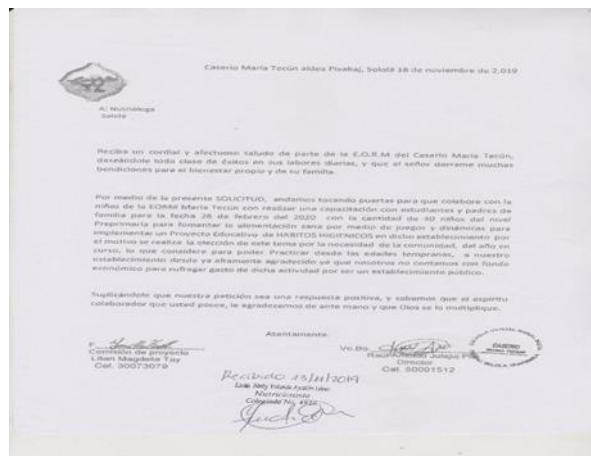 Caserío María Tecún aldea Pixabaj, Sololá 18 de noviembre de 2,019
A: Nutrióloga
Sololá
Reciba un cordial y afectuoso saludo de parte de la E.O.R.M del Caserío María Tecún,
deseándole toda clase de éxitos en sus labores diarias, y que el señor derrame muchas
bendiciones para el bienestar propio y de su familia.
Por medio de la presente SOLICITUD, andamos tocando puertas para que colabore con la
niños de la EORM María Tecún con realizar una capacitación con estudiantes y padres de
familia para la fecha 28 de febrero del 2020 con la cantidad de 40 niños del nivel
Preprimaria para fomentar la alimentación sana por medio de juegos y dinámicas para
implementar un Proyecto Educativo de HABITOS HIGIENICOS en dicho establecimiento por
el motivo se realiza la elección de este tema por la necesidad de la comunidad, del año en
curso, lo que considere para poder Practicar desde las edades tempranas, a nuestro
establecimiento desde ya altamente agradecido ya que nosotros no contamos con fondo
económico para sufragar gasto de dicha actividad por ser un establecimiento público.
Suplicándole que nuestra petición sea una respuesta positiva, y sabemos que el espíritu
colaborador que usted posee, le agradecemos de ante mano y que Dios se lo multiplique.
Atentamente.
F.
Comisión de proyecto
Lilian Magdela Tay
Cel. 30073079
Vo.Bo.
Director
Cel. 50001512
CASERIO
Recibido 13/11/2019
Nutricionista
Colegiado No.